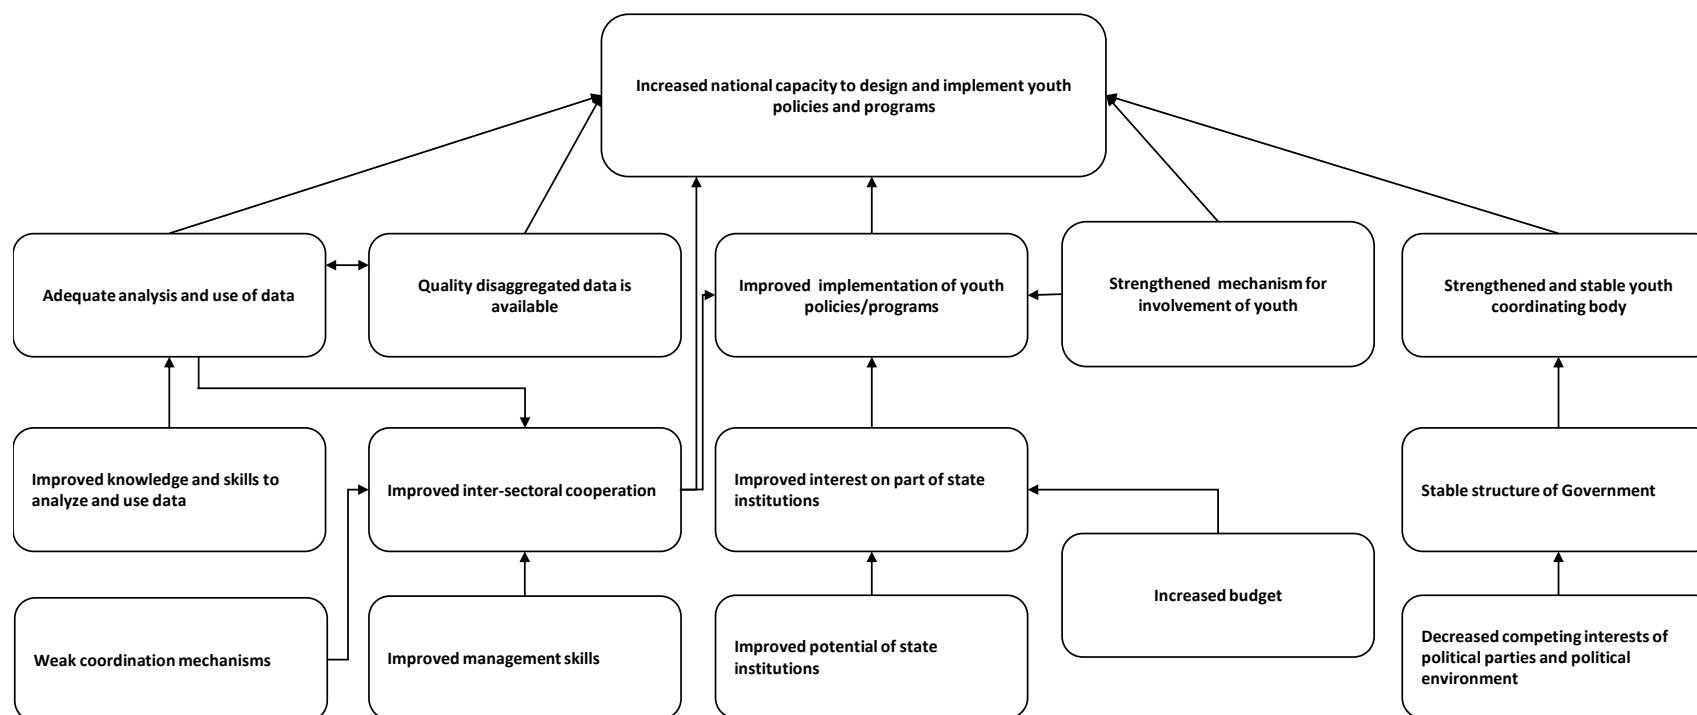 Increased national capacity to design and implement youth
policies and programs
Adequate analysis and use of data
Quality disaggregated data is
available
Improved implementation of youth
policies/programs
Strengthened mechanism for
involvement of youth
Strengthened and stable youth
coordinating body
Improved knowledge and skills to
analyze and use data
Improved inter-sectoral cooperation
Improved interest on part of state
institutions
Stable structure of Government
Increased budget
Weak coordination mechanisms
Improved management skills
Improved potential of state
institutions
Decreased competing interests of
political parties and political
environment